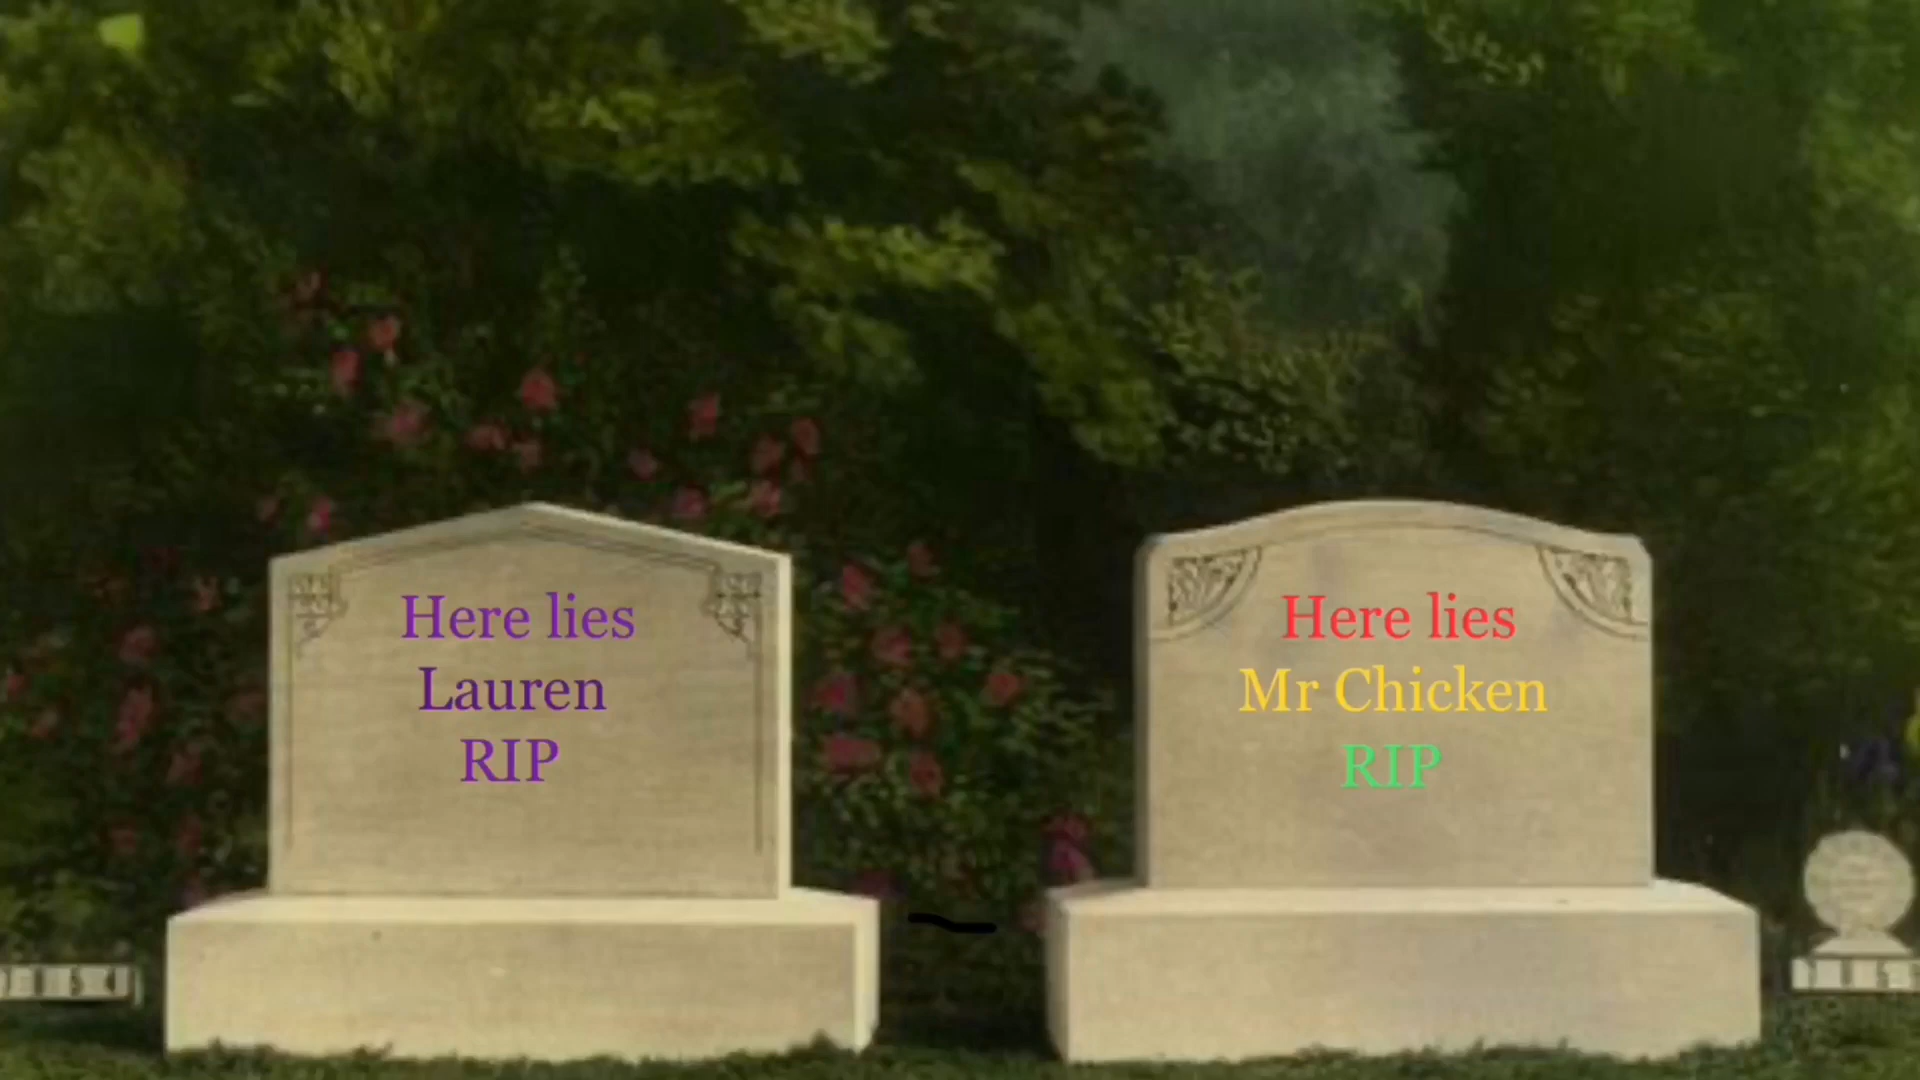 Here lies
Lauren
RIP
Here lies
Mr Chicken
RIP